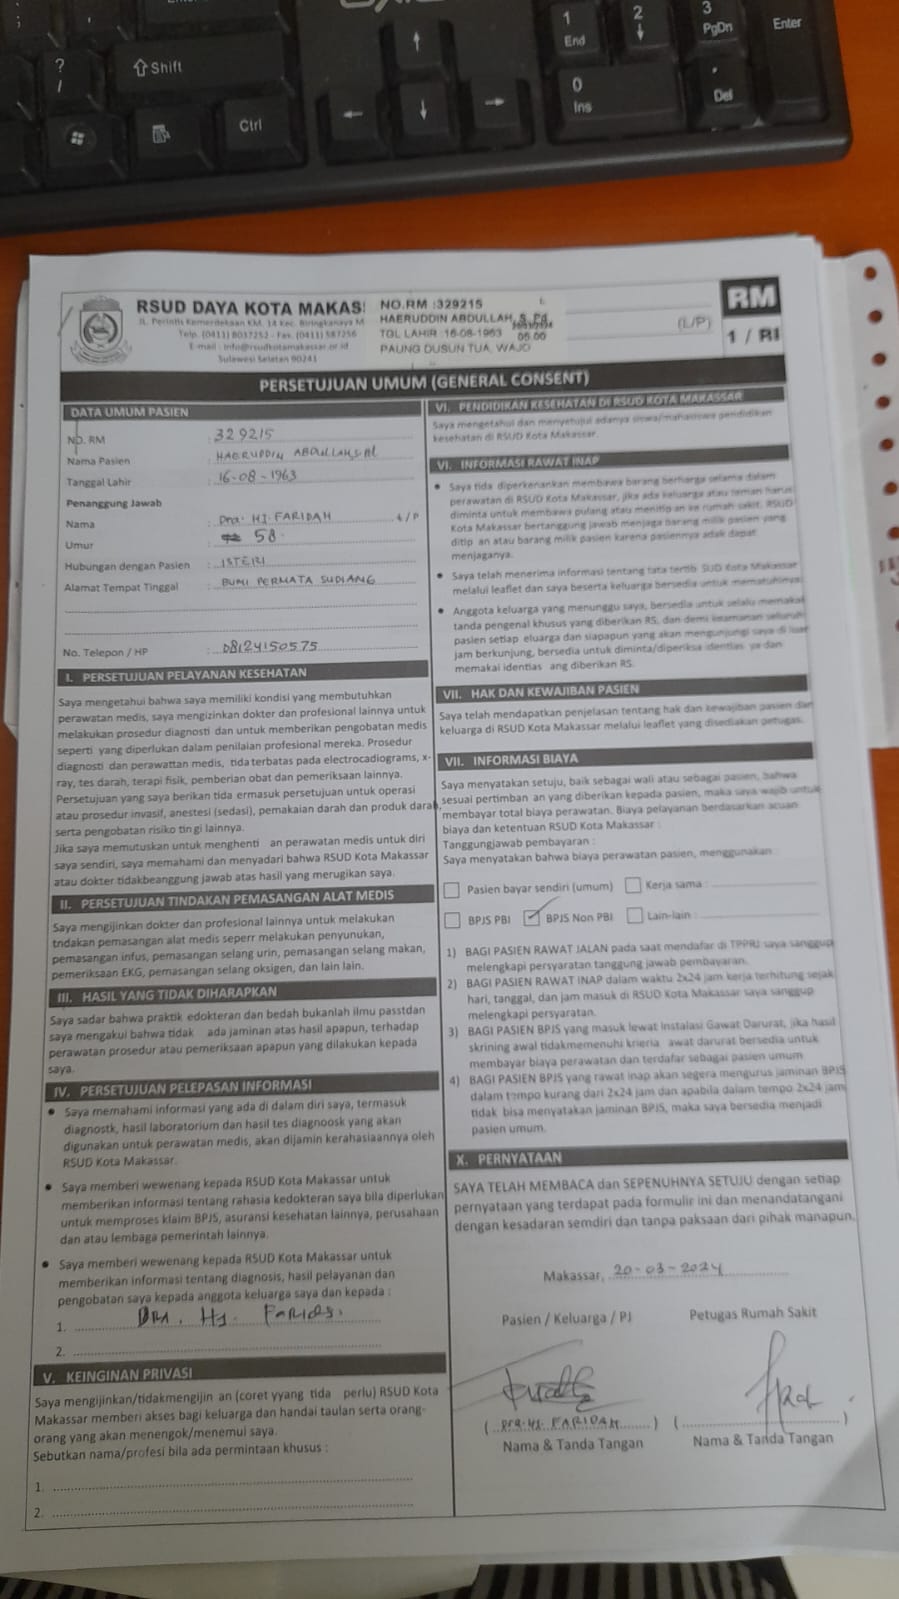 ?
/
Shift
Ctrl
1
End
2
3
PgDn
Enter
0
Ins
.
Del
RSUD DAYA KOTA MAKAS
JL. Perintis Kemerdekaan KM. 14 Kec. Biringkanaya M
Telp. (0411) 8037252 - Fax. (0411) 587256
E-mail : info@rsudkotamakassar.or.id
Sulawesi Selatan 90241
NO.RM :329215
HAERUDDIN ABDULLAH, S. Pd
TGL LAHIR :16-08-1963
05.00
PAUNG DUSUN TUA, WAJO
(L/P)
RM
1 / RI
PERSETUJUAN UMUM (GENERAL CONSENT)
DATA UMUM PASIEN
NO. RM : 329215
Nama Pasien : HAERUDDIN ABDULLAH,
Tanggal Lahir : 16-08-1963
Penanggung Jawab
Nama : Dra. HJ. FARIDAH L/P
Umur : 58
Hubungan dengan Pasien : ISTERI
Alamat Tempat Tinggal : BUMI PERMATA SUDIANG
No. Telepon / HP : 08124150575
I. PERSETUJUAN PELAYANAN KESEHATAN
Saya mengetahui bahwa saya memiliki kondisi yang membutuhkan
perawatan medis, saya mengizinkan dokter dan profesional lainnya untuk
melakukan prosedur diagnosti dan untuk memberikan pengobatan medis
seperti yang diperlukan dalam penilaian profesional mereka. Prosedur
diagnosti dan perawattan medis, tida terbatas pada electrocadiograms, x-
ray, tes darah, terapi fisik, pemberian obat dan pemeriksaan lainnya.
Persetujuan yang saya berikan tida ermasuk persetujuan untuk operasi
atau prosedur invasif, anestesi (sedasi), pemakaian darah dan produk darah,
serta pengobatan risiko tin gi lainnya.
Jika saya memutuskan untuk menghenti an perawatan medis untuk diri
saya sendiri, saya memahami dan menyadari bahwa RSUD Kota Makassar
atau dokter tidakbeanggung jawab atas hasil yang merugikan saya.
II. PERSETUJUAN TINDAKAN PEMASANGAN ALAT MEDIS
Saya mengijinkan dokter dan profesional lainnya untuk melakukan
tndakan pemasangan alat medis seperr melakukan penyunukan,
pemasangan infus, pemasangan selang urin, pemasangan selang makan,
pemeriksaan EKG, pemasangan selang oksigen, dan lain lain.
III. HASIL YANG TIDAK DIHARAPKAN
Saya sadar bahwa praktik edokteran dan bedah bukanlah ilmu passtdan
saya mengakui bahwa tidak ada jaminan atas hasil apapun, terhadap
perawatan prosedur atau pemeriksaan apapun yang dilakukan kepada
saya.
IV. PERSETUJUAN PELEPASAN INFORMASI
• Saya memahami informasi yang ada di dalam diri saya, termasuk
diagnostk, hasil laboratorium dan hasil tes diagnoosk yang akan
digunakan untuk perawatan medis, akan dijamin kerahasiaannya oleh
RSUD Kota Makassar.
• Saya memberi wewenang kepada RSUD Kota Makassar untuk
memberikan informasi tentang rahasia kedokteran saya bila diperlukan
untuk memproses klaim BPJS, asuransi kesehatan lainnya, perusahaan
dan atau lembaga pemerintah lainnya.
• Saya memberi wewenang kepada RSUD Kota Makassar untuk
memberikan informasi tentang diagnosis, hasil pelayanan dan
pengobatan saya kepada anggota keluarga saya dan kepada :
1. DRA. HJ.
2.
V. KEINGINAN PRIVASI
Saya mengijinkan/tidakmengijin an (coret yyang tida perlu) RSUD Kota
Makassar memberi akses bagi keluarga dan handai taulan serta orang-
orang yang akan menengok/menemui saya.
Sebutkan nama/profesi bila ada permintaan khusus :
1.
2.
VI. PENDIDIKAN KESEHATAN DI RSUD KOTA MAKASSAR
Saya mengetahui dan menyetujui adanya siswa/mahasiswa pendidikan
kesehatan di RSUD Kota Makassar.
VI. INFORMASI RAWAT INAP
• Saya tida diperkenankan membawa barang berharga selama dalam
perawatan di RSUD Kota Makassar, jika ada keluarga atau teman harus
diminta untuk membawa pulang atau menitip an ke rumah sakit. RSUD
Kota Makassar bertanggung jawab menjaga barang milik pasien yang
ditip an atau barang milik pasien karena pasiennya adak dapat
menjaganya.
• Saya telah menerima informasi tentang tata terttb SUD Kota Makassar
melalui leaflet dan saya beserta keluarga bersedia untuk mematuhinya
• Anggota keluarga yang menunggu saya, bersedia untuk selalu memakai
tanda pengenal khusus yang diberikan RS, dan demi keamanan seluruh
pasien setiap eluarga dan siapapun yang akan mengunjungi saya di luar
jam berkunjung, bersedia untuk diminta/diperiksa identias ya dan
memakai identias ang diberikan RS.
VII. HAK DAN KEWAJIBAN PASIEN
Saya telah mendapatkan penjelasan tentang hak dan kewajiban pasien dan
keluarga di RSUD Kota Makassar melalui leaflet yang disediakan petugas.
VII. INFORMASI BIAYA
Saya menyatakan setuju, baik sebagai wali atau sebagai pasien, bahwa
sesuai pertimban an yang diberikan kepada pasien, maka saya wajib untuk
membayar total biaya perawatan. Biaya pelayanan berdasarkan acuan
biaya dan ketentuan RSUD Kota Makassar :
Tanggungjawab pembayaran :
Saya menyatakan bahwa biaya perawatan pasien, menggunakan :
Pasien bayar sendiri (umum) Kerja sama :
BPJS PBI BPJS Non PBI Lain-lain :
1) BAGI PASIEN RAWAT JALAN pada saat mendafar di TPPRJ saya sanggup
melengkapi persyaratan tanggung jawab pembayaran.
2) BAGI PASIEN RAWAT INAP dalam waktu 2x24 jam kerja terhitung sejak
hari, tanggal, dan jam masuk di RSUD Kota Makassar saya sanggup
melengkapi persyaratan.
3) BAGI PASIEN BPJS yang masuk lewat Instalasi Gawat Darurat, jika hasil
skrining awal tidakmemenuhi krieria awat darurat bersedia untuk
membayar biaya perawatan dan terdafar sebagai pasien umum
4) BAGI PASIEN BPJS yang rawat inap akan segera mengurus jaminan BPJS
dalam tempo kurang dari 2x24 jam dan apabila dalam tempo 2x24 jam
tidak bisa menyatakan jaminan BPJS, maka saya bersedia menjadi
pasien umum.
X. PERNYATAAN
SAYA TELAH MEMBACA dan SEPENUHNYA SETUJU dengan setiap
pernyataan yang terdapat pada formulir ini dan menandatangani
dengan kesadaran semdiri dan tanpa paksaan dari pihak manapun.
Makassar, 20-03-2024
Pasien / Keluarga / PJ Petugas Rumah Sakit
( DRA. HJ. FARIDAH ) ( )
Nama & Tanda Tangan Nama & Tanda Tangan